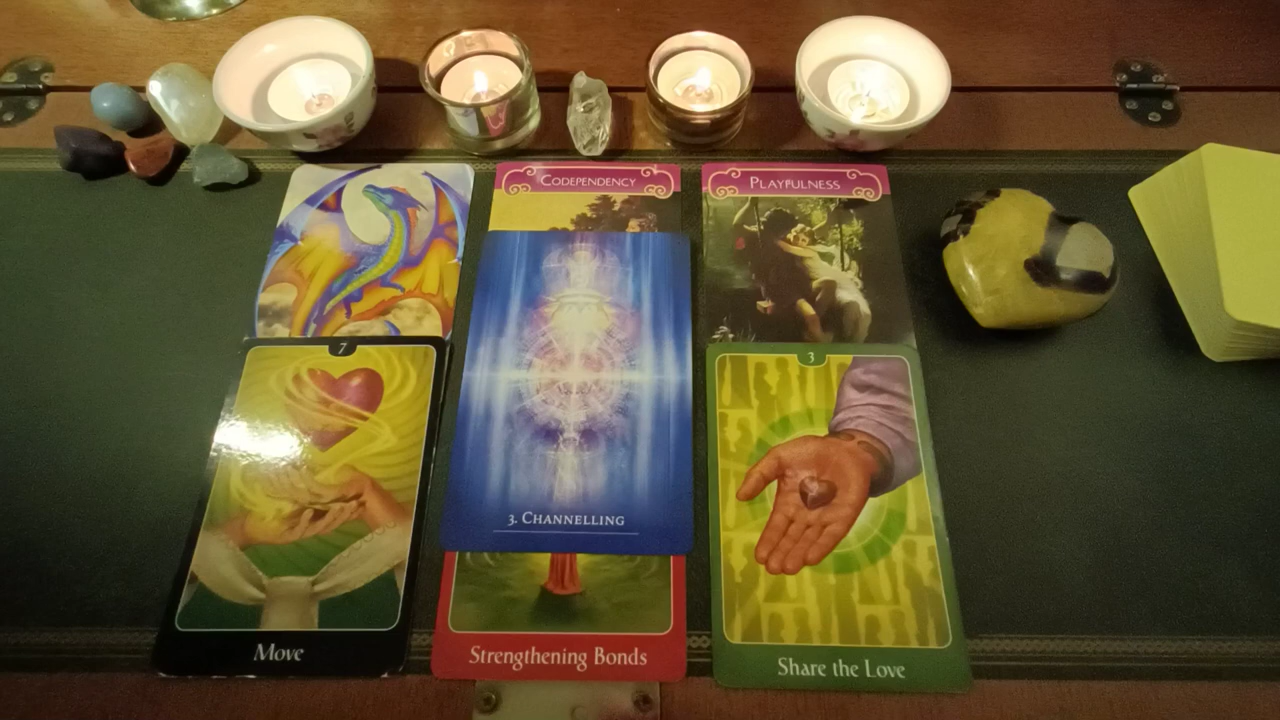 CODEPENDENCY
PLAYFULNESS
7
3. CHANNELLING
3
Move
Strengthening Bonds
Share the Love